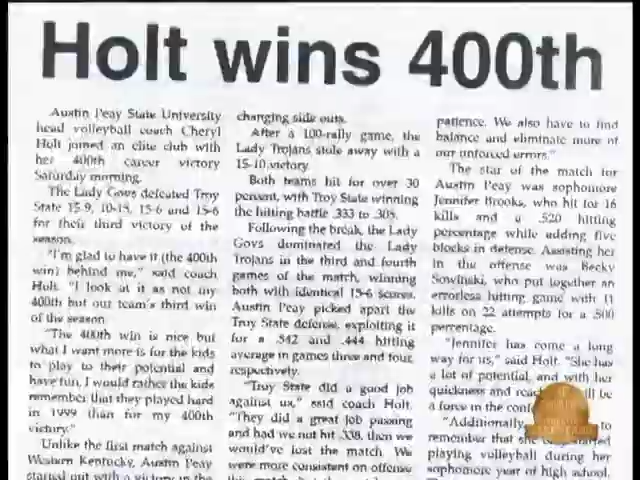 Holt wins 400th
Austin Peay State University
head volleyball coach Cheryl
Holt joined an elite club with
her 400th career victory
Saturday morning.
The Lady Govs defeated Troy
State 15-9, 10-15, 15-6 and 15-6
for their third victory of the
season.
"I'm glad to have it (the 400th
win) behind me," said coach
Holt. "I look at it as not my
400th but our team's third win
of the season.
"The 400th win is nice but
what I want more is for the kids
to play to their potential and
have fun. I would rather the kids
remember that they played hard
in 1999 than for my 400th
victory."
Unlike the first match against
Western Kentucky, Austin Peay
started out with a victory in the
changing side outs.
After a 100-rally game, the
Lady Trojans stole away with a
15-10 victory.
Both teams hit for over 30
percent, with Troy State winning
the hitting battle .333 to .305.
Following the break, the Lady
Govs dominated the Lady
Trojans in the third and fourth
games of the match, winning
both with identical 15-6 scores.
Austin Peay picked apart the
Troy State defense, exploiting it
for a .542 and .444 hitting
average in games three and four,
respectively.
"Troy State did a good job
against us," said coach Holt.
"They did a great job passing
and had we not hit .338, then we
would've lost the match. We
were more consistent on offense
patience. We also have to find
balance and eliminate more of
our unforced errors."
The star of the match for
Austin Peay was sophomore
Jennifer Brooks, who hit for 16
kills and a .520 hitting
percentage while adding five
blocks in defense. Assisting her
in the offense was Becky
Sowinski, who put together an
errorless hitting game with 11
kills on 22 attempts for a .500
percentage.
"Jennifer has come a long
way for us," said Holt. "She has
a lot of potential, and with her
quickness and ll be
a force in the
"Additionally, to
remember that she
playing volleyball during her
sophomore year of high school.